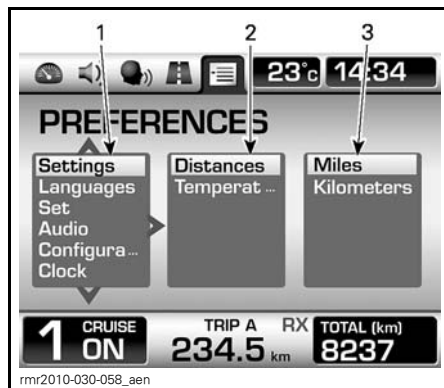 1 2 3
23°c 14:34
PREFERENCES
Settings Distances Miles
Languages Temperat ... Kilometers
Set
Audio
Configura ...
Clock
1 CRUISE ON TRIP A 234.5 km RX TOTAL (km) 8237
rmr2010-030-058_aen